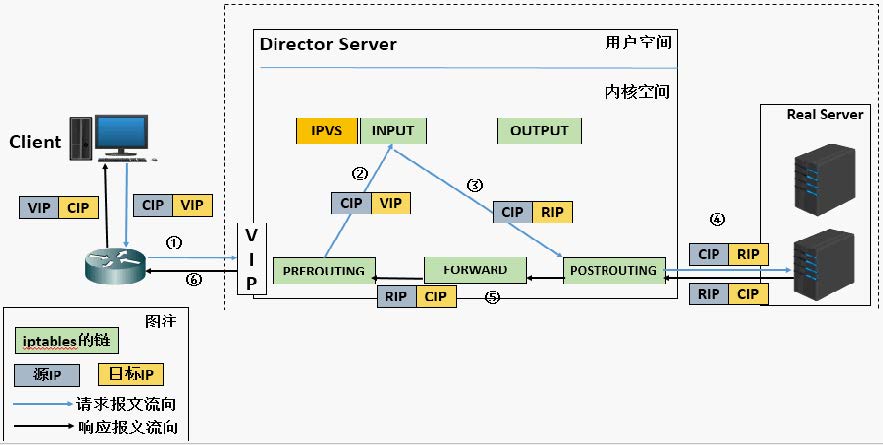 Director Server
用户空间
内核空间
Real Server
Client
IPVS
INPUT
OUTPUT
②
③
④
VIP CIP
CIP VIP
CIP VIP
CIP RIP
①
⑥
VIP
PREROUTING
FORWARD
POSTROUTING
CIP RIP
RIP CIP
⑤
RIP CIP
图注
iptables的链
源IP
目标IP
请求报文流向
响应报文流向